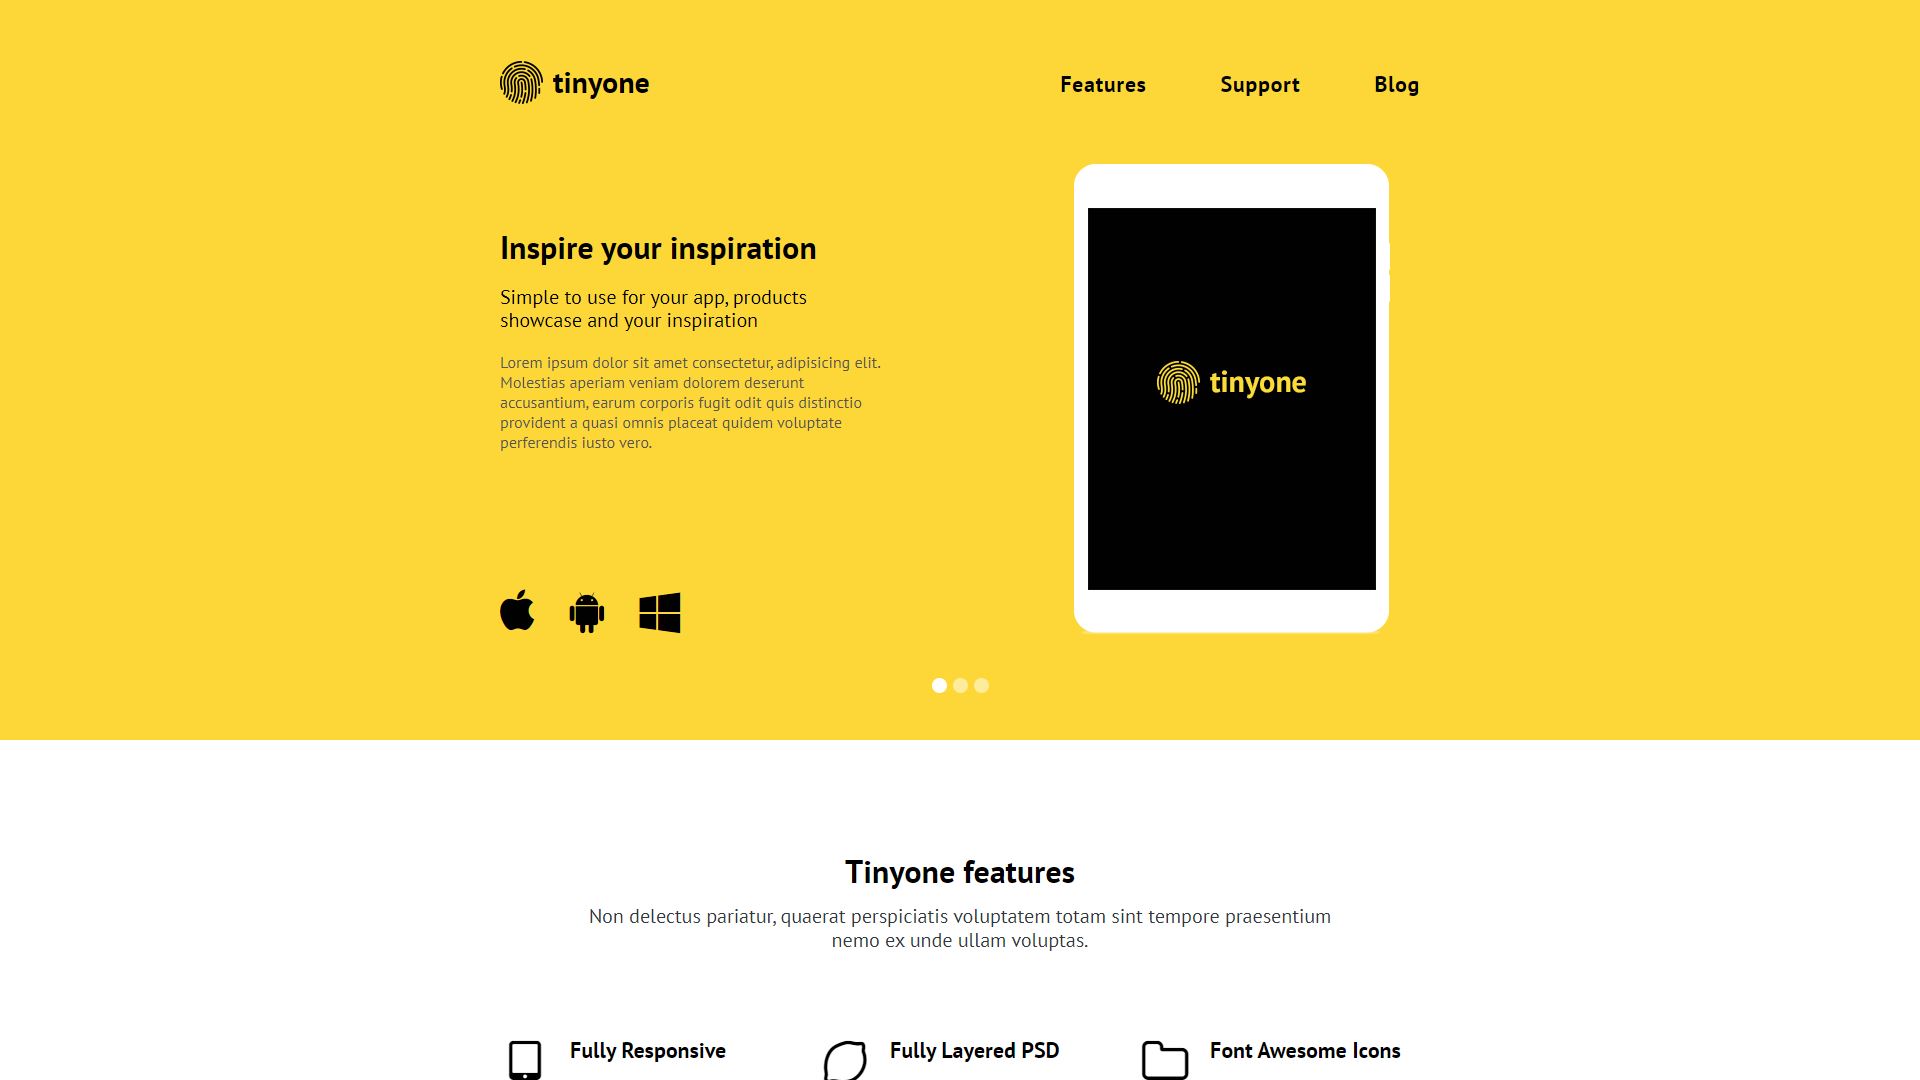 tinyone
Features
Support
Blog
Inspire your inspiration
Simple to use for your app, products
showcase and your inspiration
Lorem ipsum dolor sit amet consectetur, adipisicing elit.
Molestias aperiam veniam dolorem deserunt
accusantium, earum corporis fugit odit quis distinctio
provident a quasi omnis placeat quidem voluptate
perferendis iusto vero.
tinyone
Tinyone features
Non delectus pariatur, quaerat perspiciatis voluptatem totam sint tempore praesentium
nemo ex unde ullam voluptas.
Fully Responsive
Fully Layered PSD
Font Awesome Icons